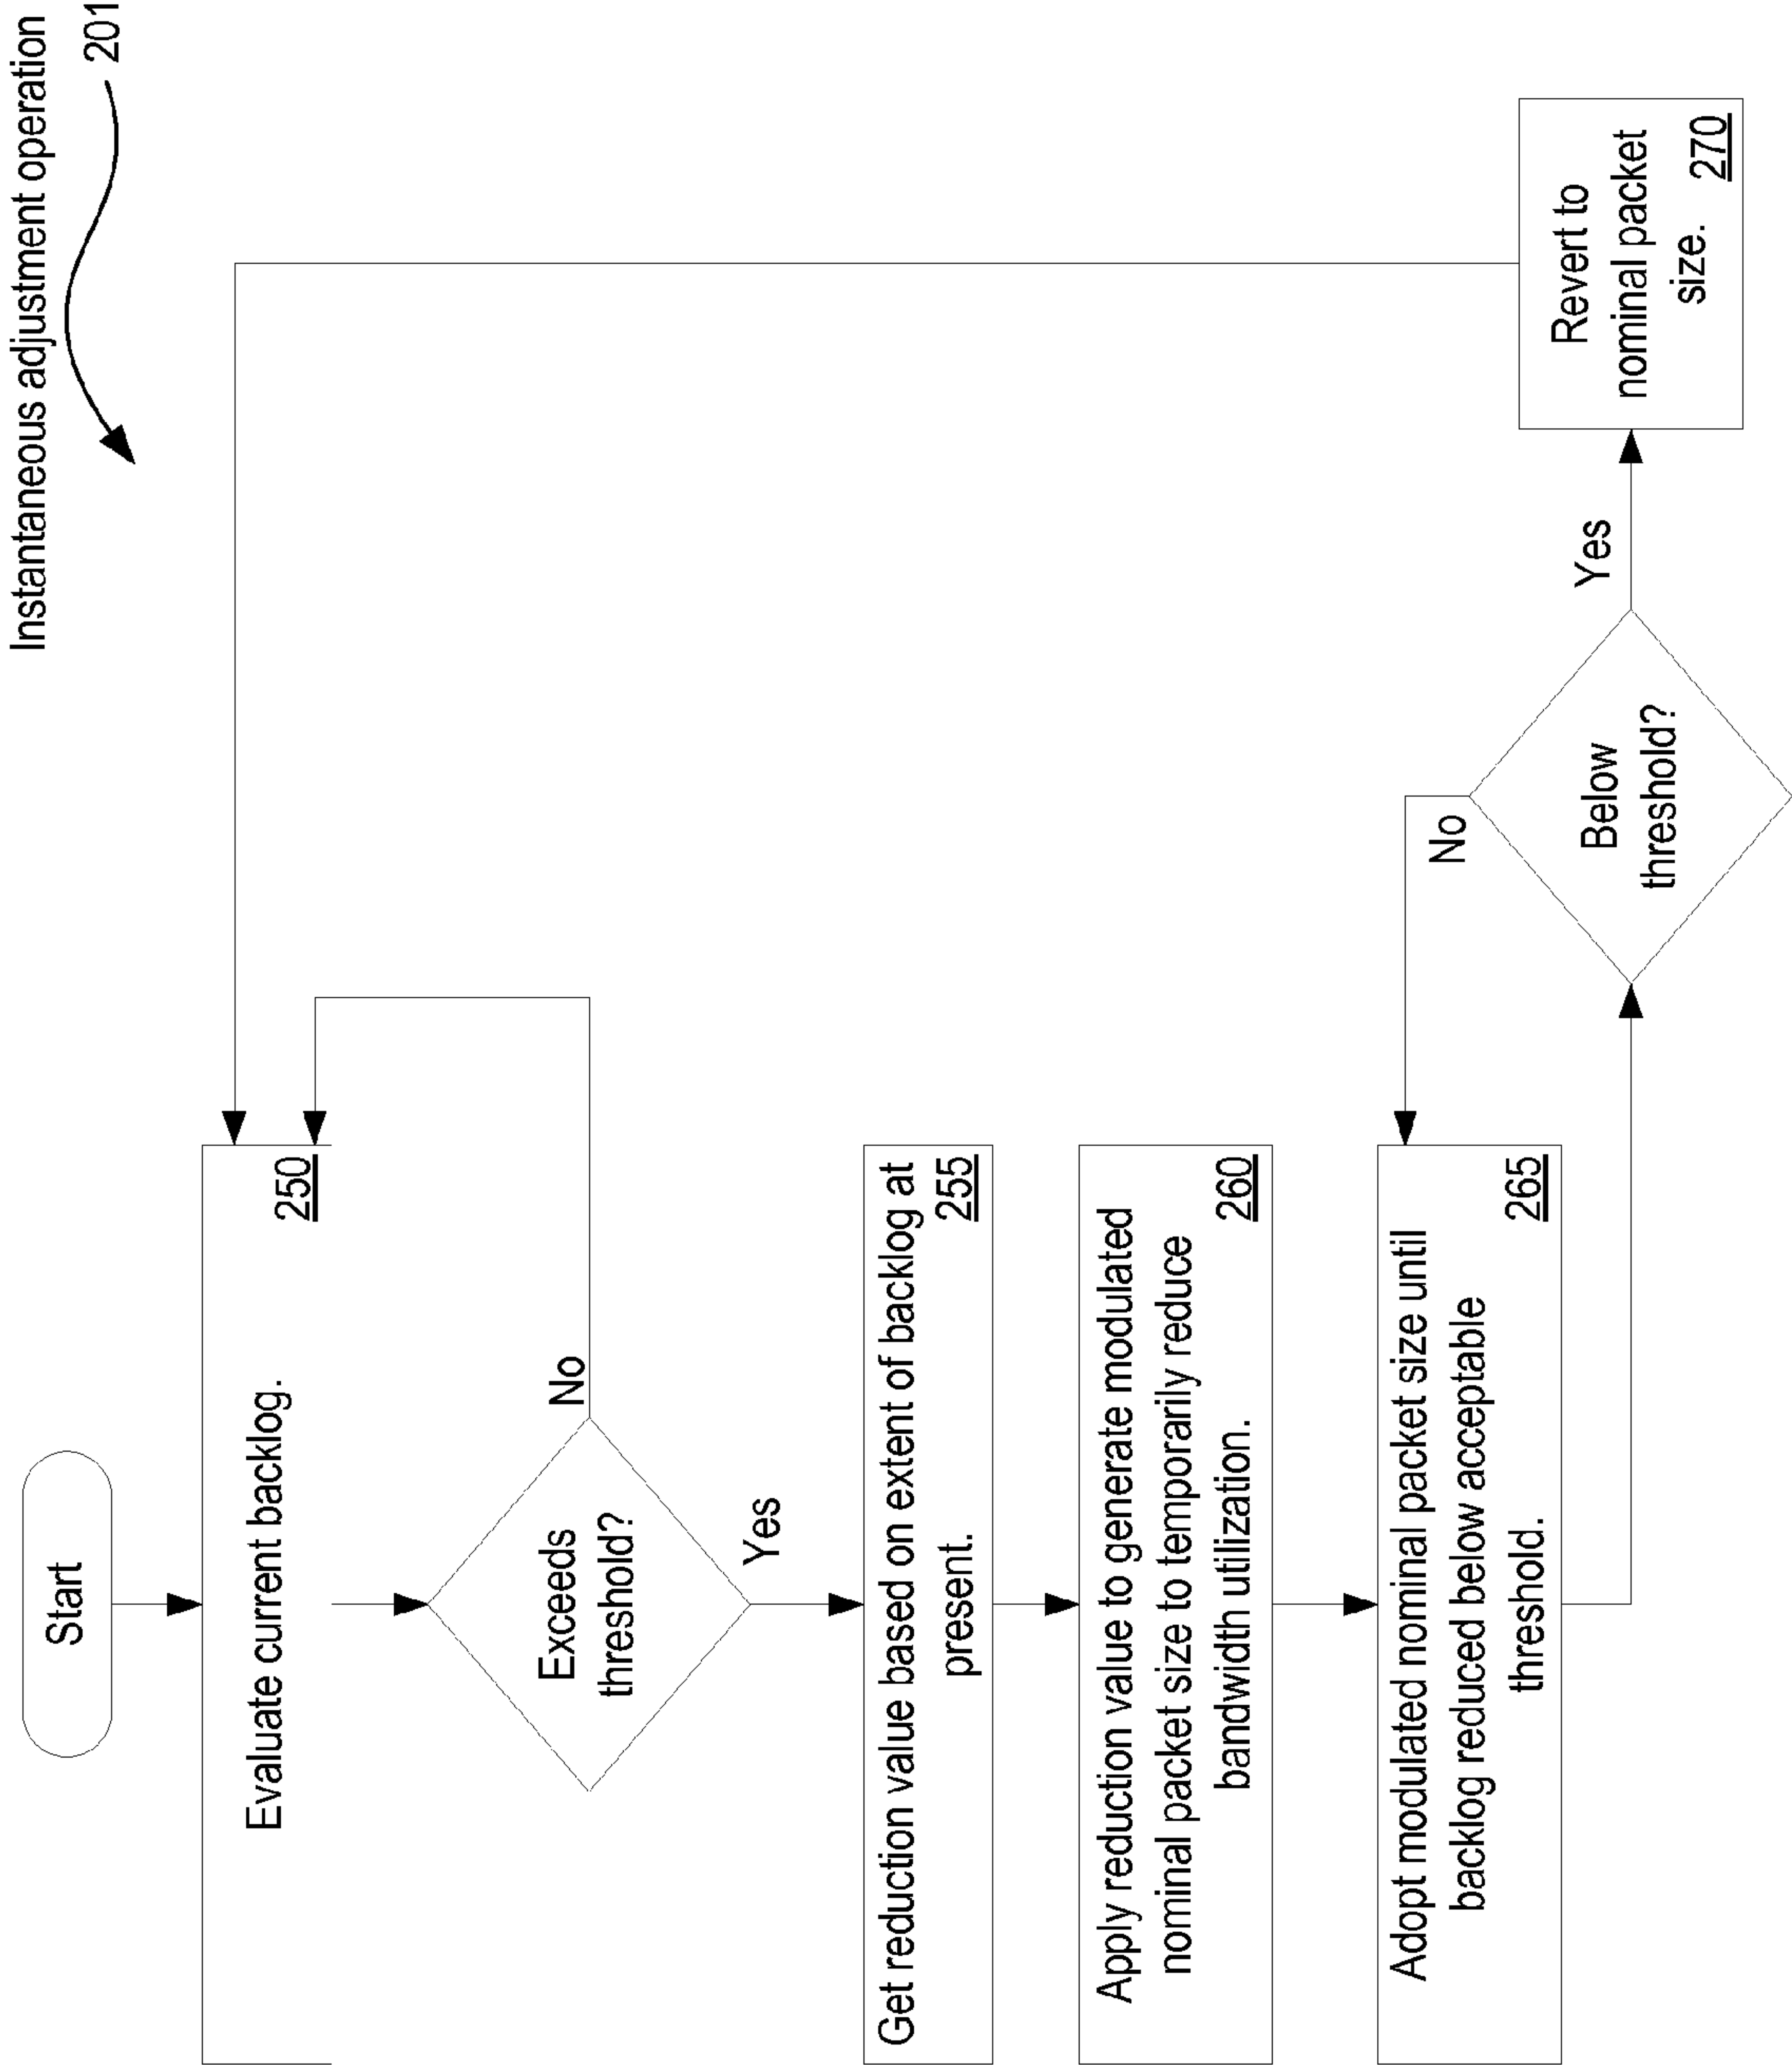 Instantaneous adjustment operation
201
Start
Evaluate current backlog.
250
Exceeds
threshold?
No
Yes
Get reduction value based on extent of backlog at
present.
255
Apply reduction value to generate modulated
nominal packet size to temporarily reduce
bandwidth utilization.
260
Adopt modulated nominal packet size until
backlog reduced below acceptable
threshold.
265
No
Below
threshold?
Yes
Revert to
nominal packet
size. 270